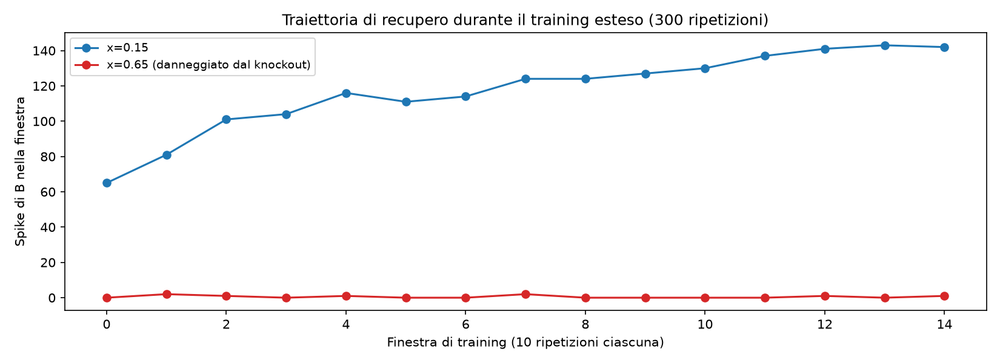 Traiettoria di recupero durante il training esteso (300 ripetizioni)
x=0.15
x=0.65 (danneggiato dal knockout)
Spike di B nella finestra
140
120
100
80
60
40
20
0
0 2 4 6 8 10 12 14
Finestra di training (10 ripetizioni ciascuna)